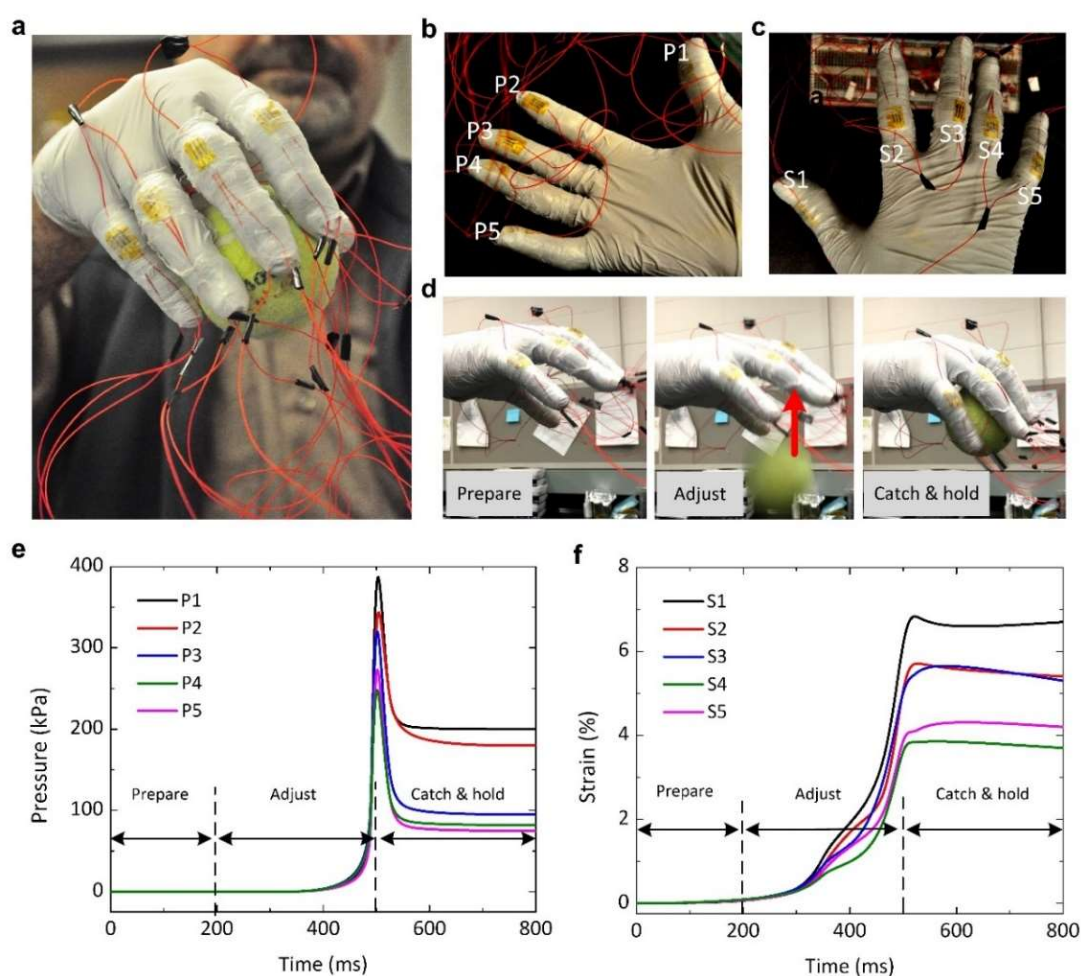 a
b
P1
P2
P3
P4
P5
c
a
S1
S2
S3
S4
S5
d
Prepare
Adjust
Catch & hold
e
400
300
200
100
0
Pressure (kPa)
P1
P2
P3
P4
P5
Prepare
Adjust
Catch & hold
0
200
400
600
800
Time (ms)
f
8
6
4
2
0
Strain (%)
S1
S2
S3
S4
S5
Prepare
Adjust
Catch & hold
0
200
400
600
800
Time (ms)